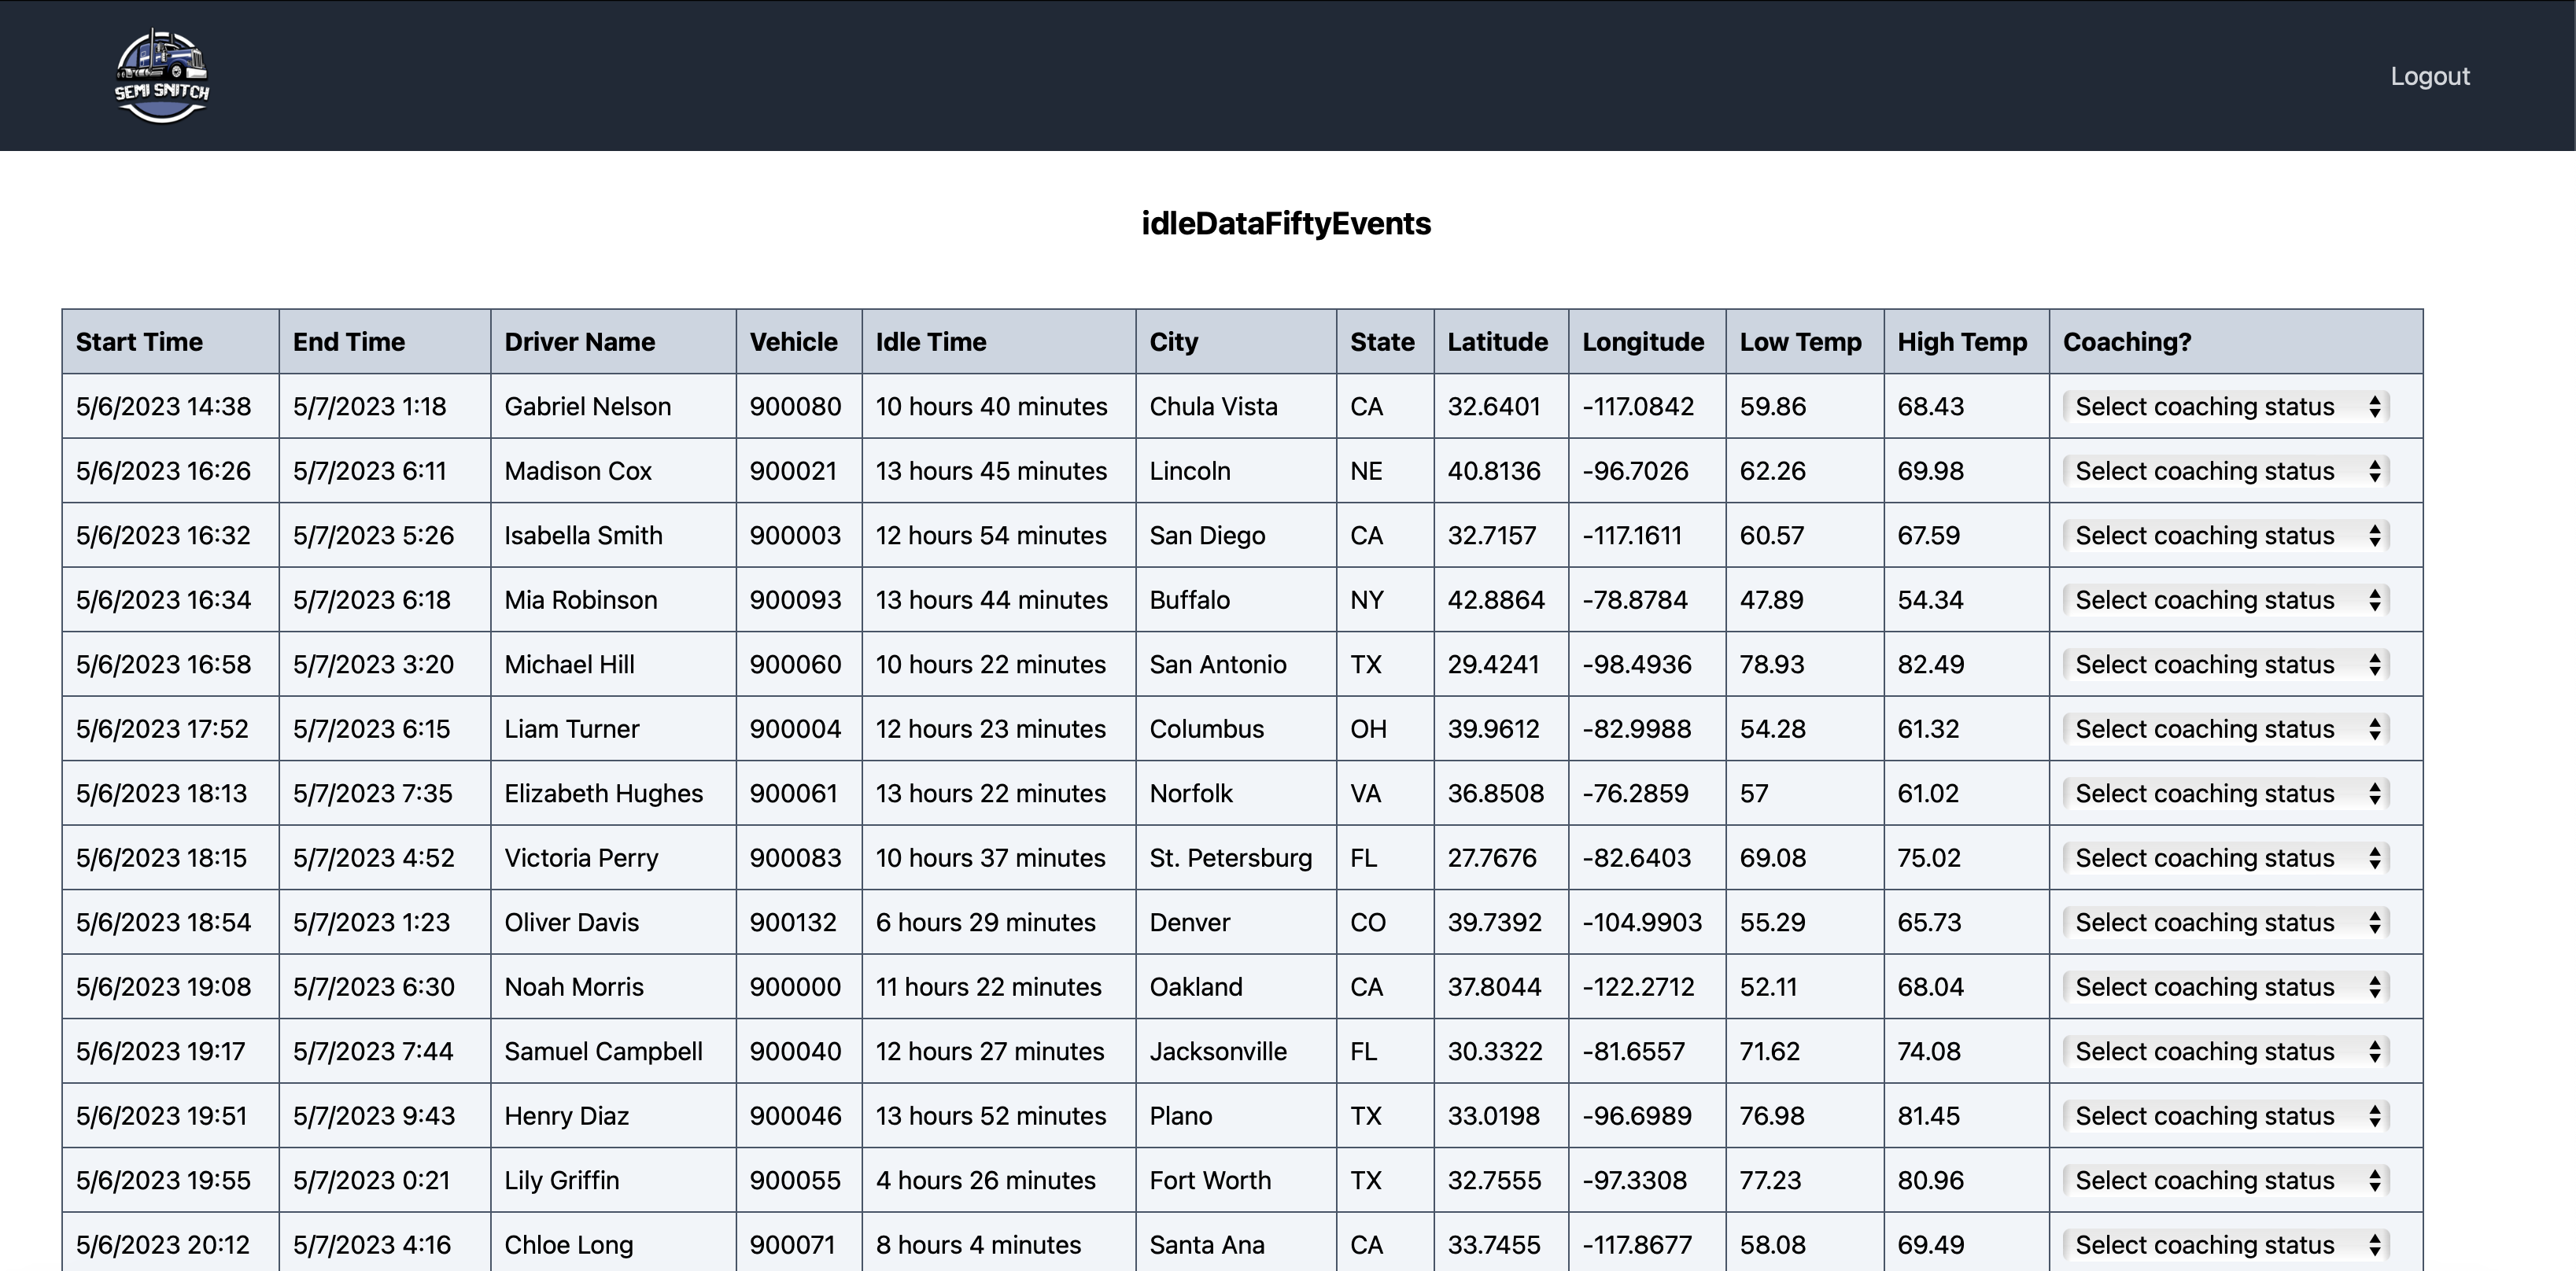 SEMI SNITCH
Logout
idleDataFiftyEvents
Start Time End Time Driver Name Vehicle Idle Time City State Latitude Longitude Low Temp High Temp Coaching?
5/6/2023 14:38 5/7/2023 1:18 Gabriel Nelson 900080 10 hours 40 minutes Chula Vista CA 32.6401 -117.0842 59.86 68.43 Select coaching status
5/6/2023 16:26 5/7/2023 6:11 Madison Cox 900021 13 hours 45 minutes Lincoln NE 40.8136 -96.7026 62.26 69.98 Select coaching status
5/6/2023 16:32 5/7/2023 5:26 Isabella Smith 900003 12 hours 54 minutes San Diego CA 32.7157 -117.1611 60.57 67.59 Select coaching status
5/6/2023 16:34 5/7/2023 6:18 Mia Robinson 900093 13 hours 44 minutes Buffalo NY 42.8864 -78.8784 47.89 54.34 Select coaching status
5/6/2023 16:58 5/7/2023 3:20 Michael Hill 900060 10 hours 22 minutes San Antonio TX 29.4241 -98.4936 78.93 82.49 Select coaching status
5/6/2023 17:52 5/7/2023 6:15 Liam Turner 900004 12 hours 23 minutes Columbus OH 39.9612 -82.9988 54.28 61.32 Select coaching status
5/6/2023 18:13 5/7/2023 7:35 Elizabeth Hughes 900061 13 hours 22 minutes Norfolk VA 36.8508 -76.2859 57 61.02 Select coaching status
5/6/2023 18:15 5/7/2023 4:52 Victoria Perry 900083 10 hours 37 minutes St. Petersburg FL 27.7676 -82.6403 69.08 75.02 Select coaching status
5/6/2023 18:54 5/7/2023 1:23 Oliver Davis 900132 6 hours 29 minutes Denver CO 39.7392 -104.9903 55.29 65.73 Select coaching status
5/6/2023 19:08 5/7/2023 6:30 Noah Morris 900000 11 hours 22 minutes Oakland CA 37.8044 -122.2712 52.11 68.04 Select coaching status
5/6/2023 19:17 5/7/2023 7:44 Samuel Campbell 900040 12 hours 27 minutes Jacksonville FL 30.3322 -81.6557 71.62 74.08 Select coaching status
5/6/2023 19:51 5/7/2023 9:43 Henry Diaz 900046 13 hours 52 minutes Plano TX 33.0198 -96.6989 76.98 81.45 Select coaching status
5/6/2023 19:55 5/7/2023 0:21 Lily Griffin 900055 4 hours 26 minutes Fort Worth TX 32.7555 -97.3308 77.23 80.96 Select coaching status
5/6/2023 20:12 5/7/2023 4:16 Chloe Long 900071 8 hours 4 minutes Santa Ana CA 33.7455 -117.8677 58.08 69.49 Select coaching status